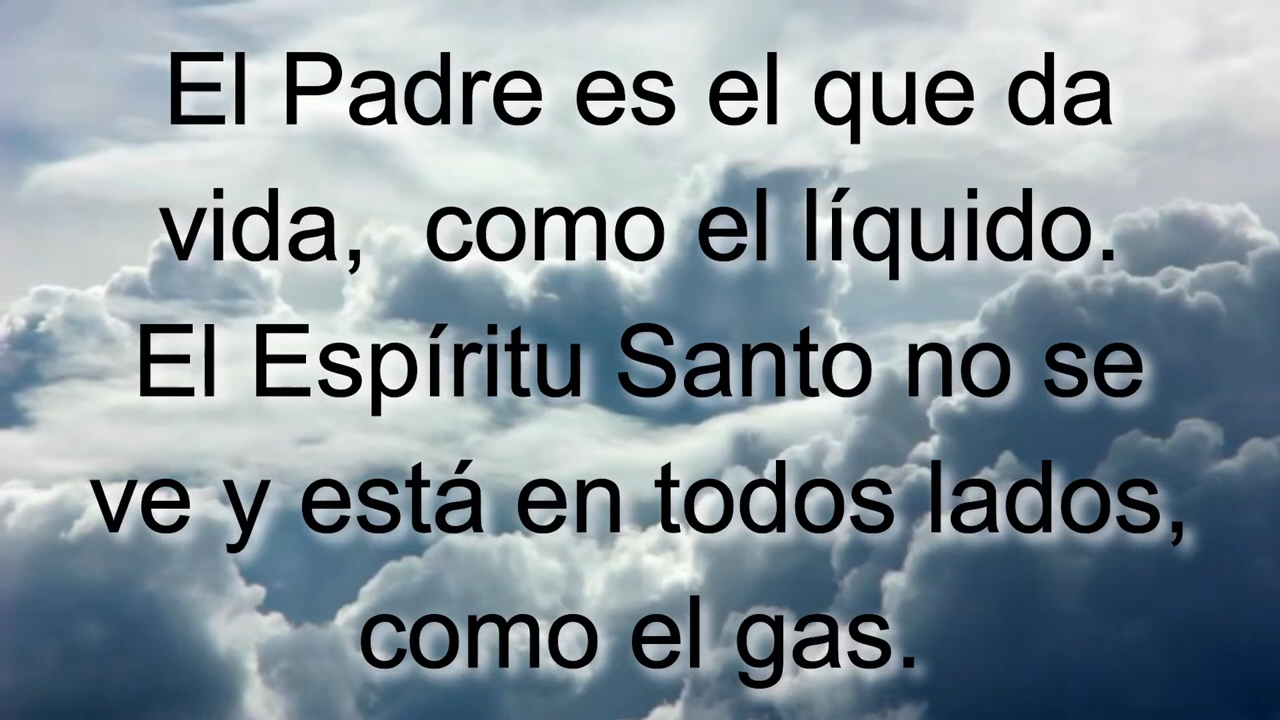 El Padre es el que da
vida,  como el líquido.
El Espíritu Santo no se
ve y está en todos lados,
como el gas.